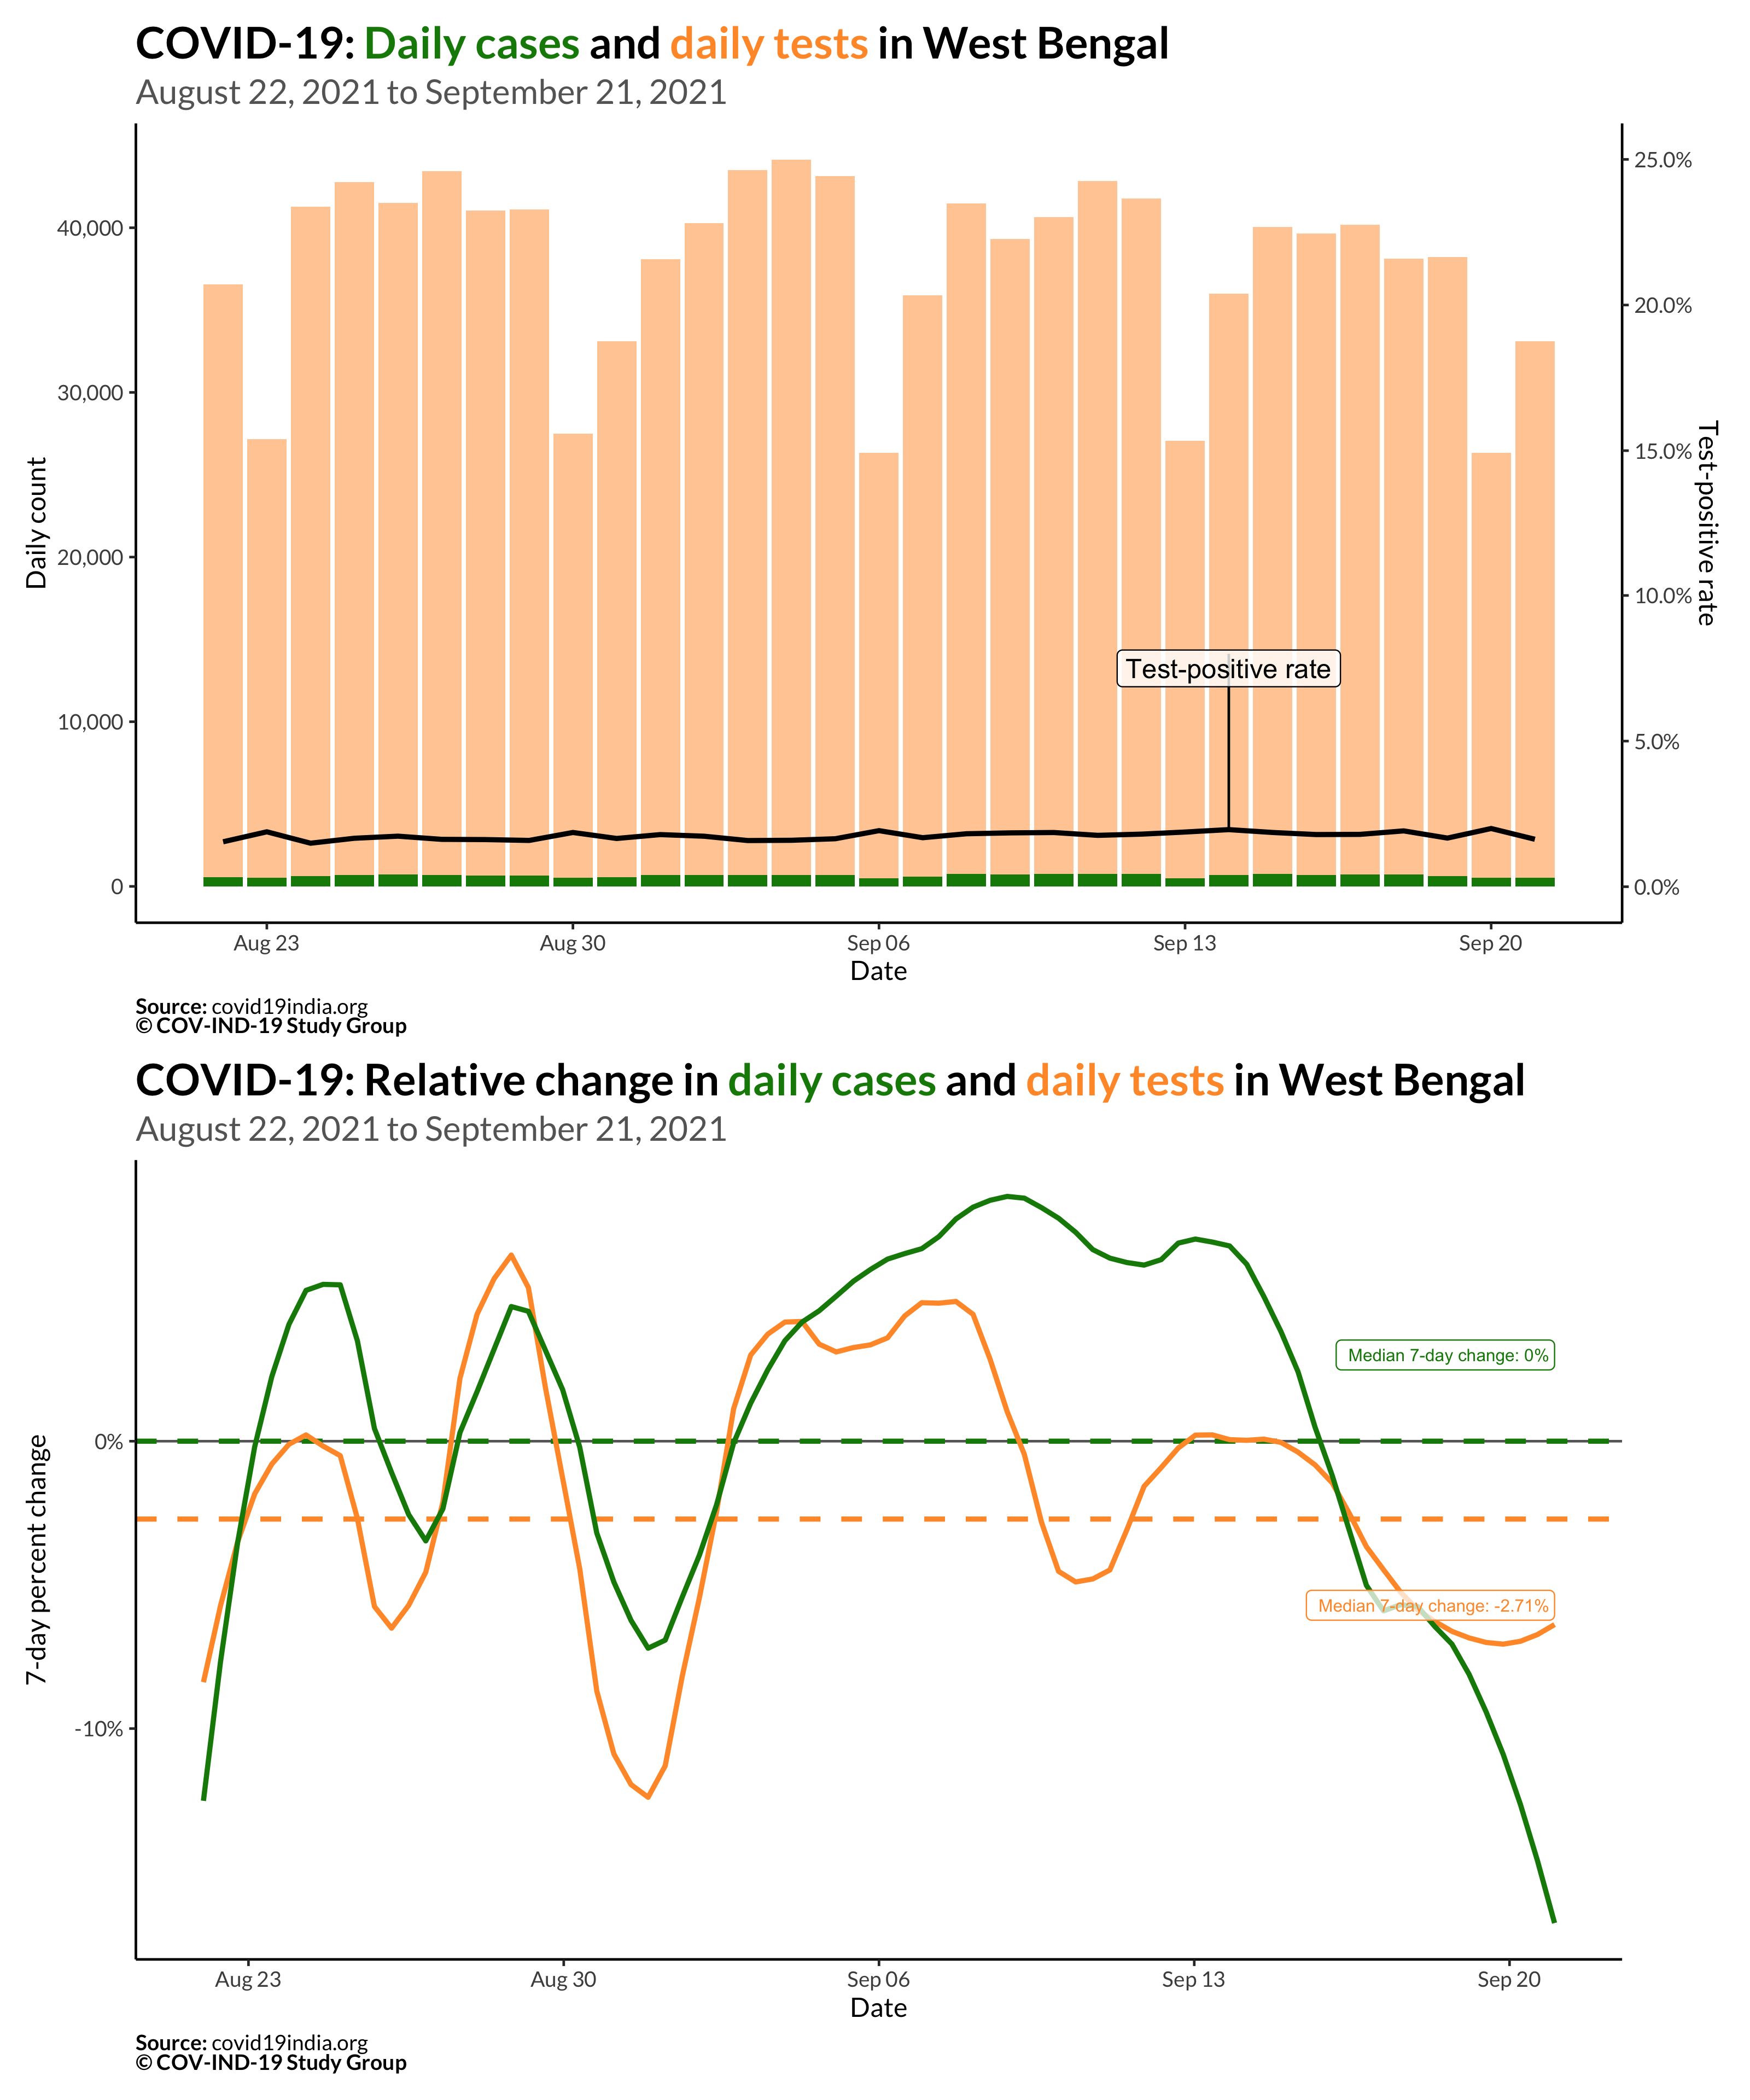 COVID-19: Daily cases and daily tests in West Bengal
August 22, 2021 to September 21, 2021
Daily count
40,000
30,000
20,000
10,000
0
25.0%
20.0%
15.0%
10.0%
5.0%
0.0%
Test-positive rate
Test-positive rate
Aug 23 Aug 30 Sep 06 Sep 13 Sep 20
Date
Source: covid19india.org
© COV-IND-19 Study Group
COVID-19: Relative change in daily cases and daily tests in West Bengal
August 22, 2021 to September 21, 2021
7-day percent change
0%
-10%
Median 7-day change: 0%
Median 7-day change: -2.71%
Aug 23 Aug 30 Sep 06 Sep 13 Sep 20
Date
Source: covid19india.org
© COV-IND-19 Study Group